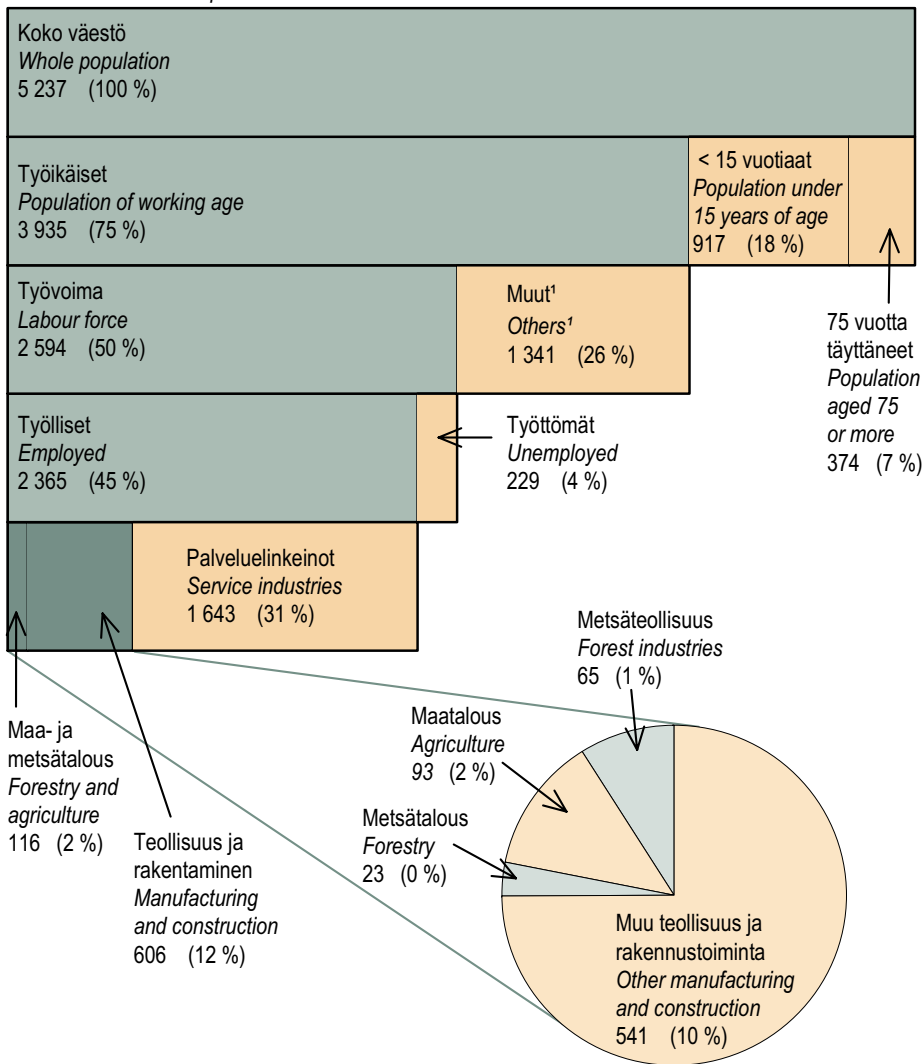 Koko väestö
Whole population
5 237 (100 %)
Työikäiset
Population of working age
3 935 (75 %)
< 15 vuotiaat
Population under
15 years of age
917 (18 %)
75 vuotta
täyttäneet
Population
aged 75
or more
374 (7 %)
Työvoima
Labour force
2 594 (50 %)
Muut¹
Others¹
1 341 (26 %)
Työlliset
Employed
2 365 (45 %)
Työttömät
Unemployed
229 (4 %)
Palveluelinkeinot
Service industries
1 643 (31 %)
Maa- ja
metsätalous
Forestry and
agriculture
116 (2 %)
Teollisuus ja
rakentaminen
Manufacturing
and construction
606 (12 %)
Metsäteollisuus
Forest industries
65 (1 %)
Maatalous
Agriculture
93 (2 %)
Metsätalous
Forestry
23 (0 %)
Muu teollisuus ja
rakennustoiminta
Other manufacturing
and construction
541 (10 %)